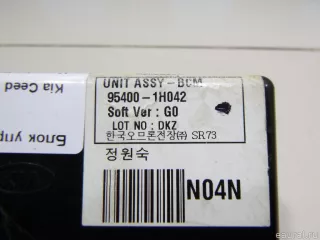 UNIT ASSY-BCM
95400-1H042
Soft Ver : G0
LOT NO : DKZ
한국오므론전장㈜ SR73
정원숙
N04N
Блок упр
Kia Ceed